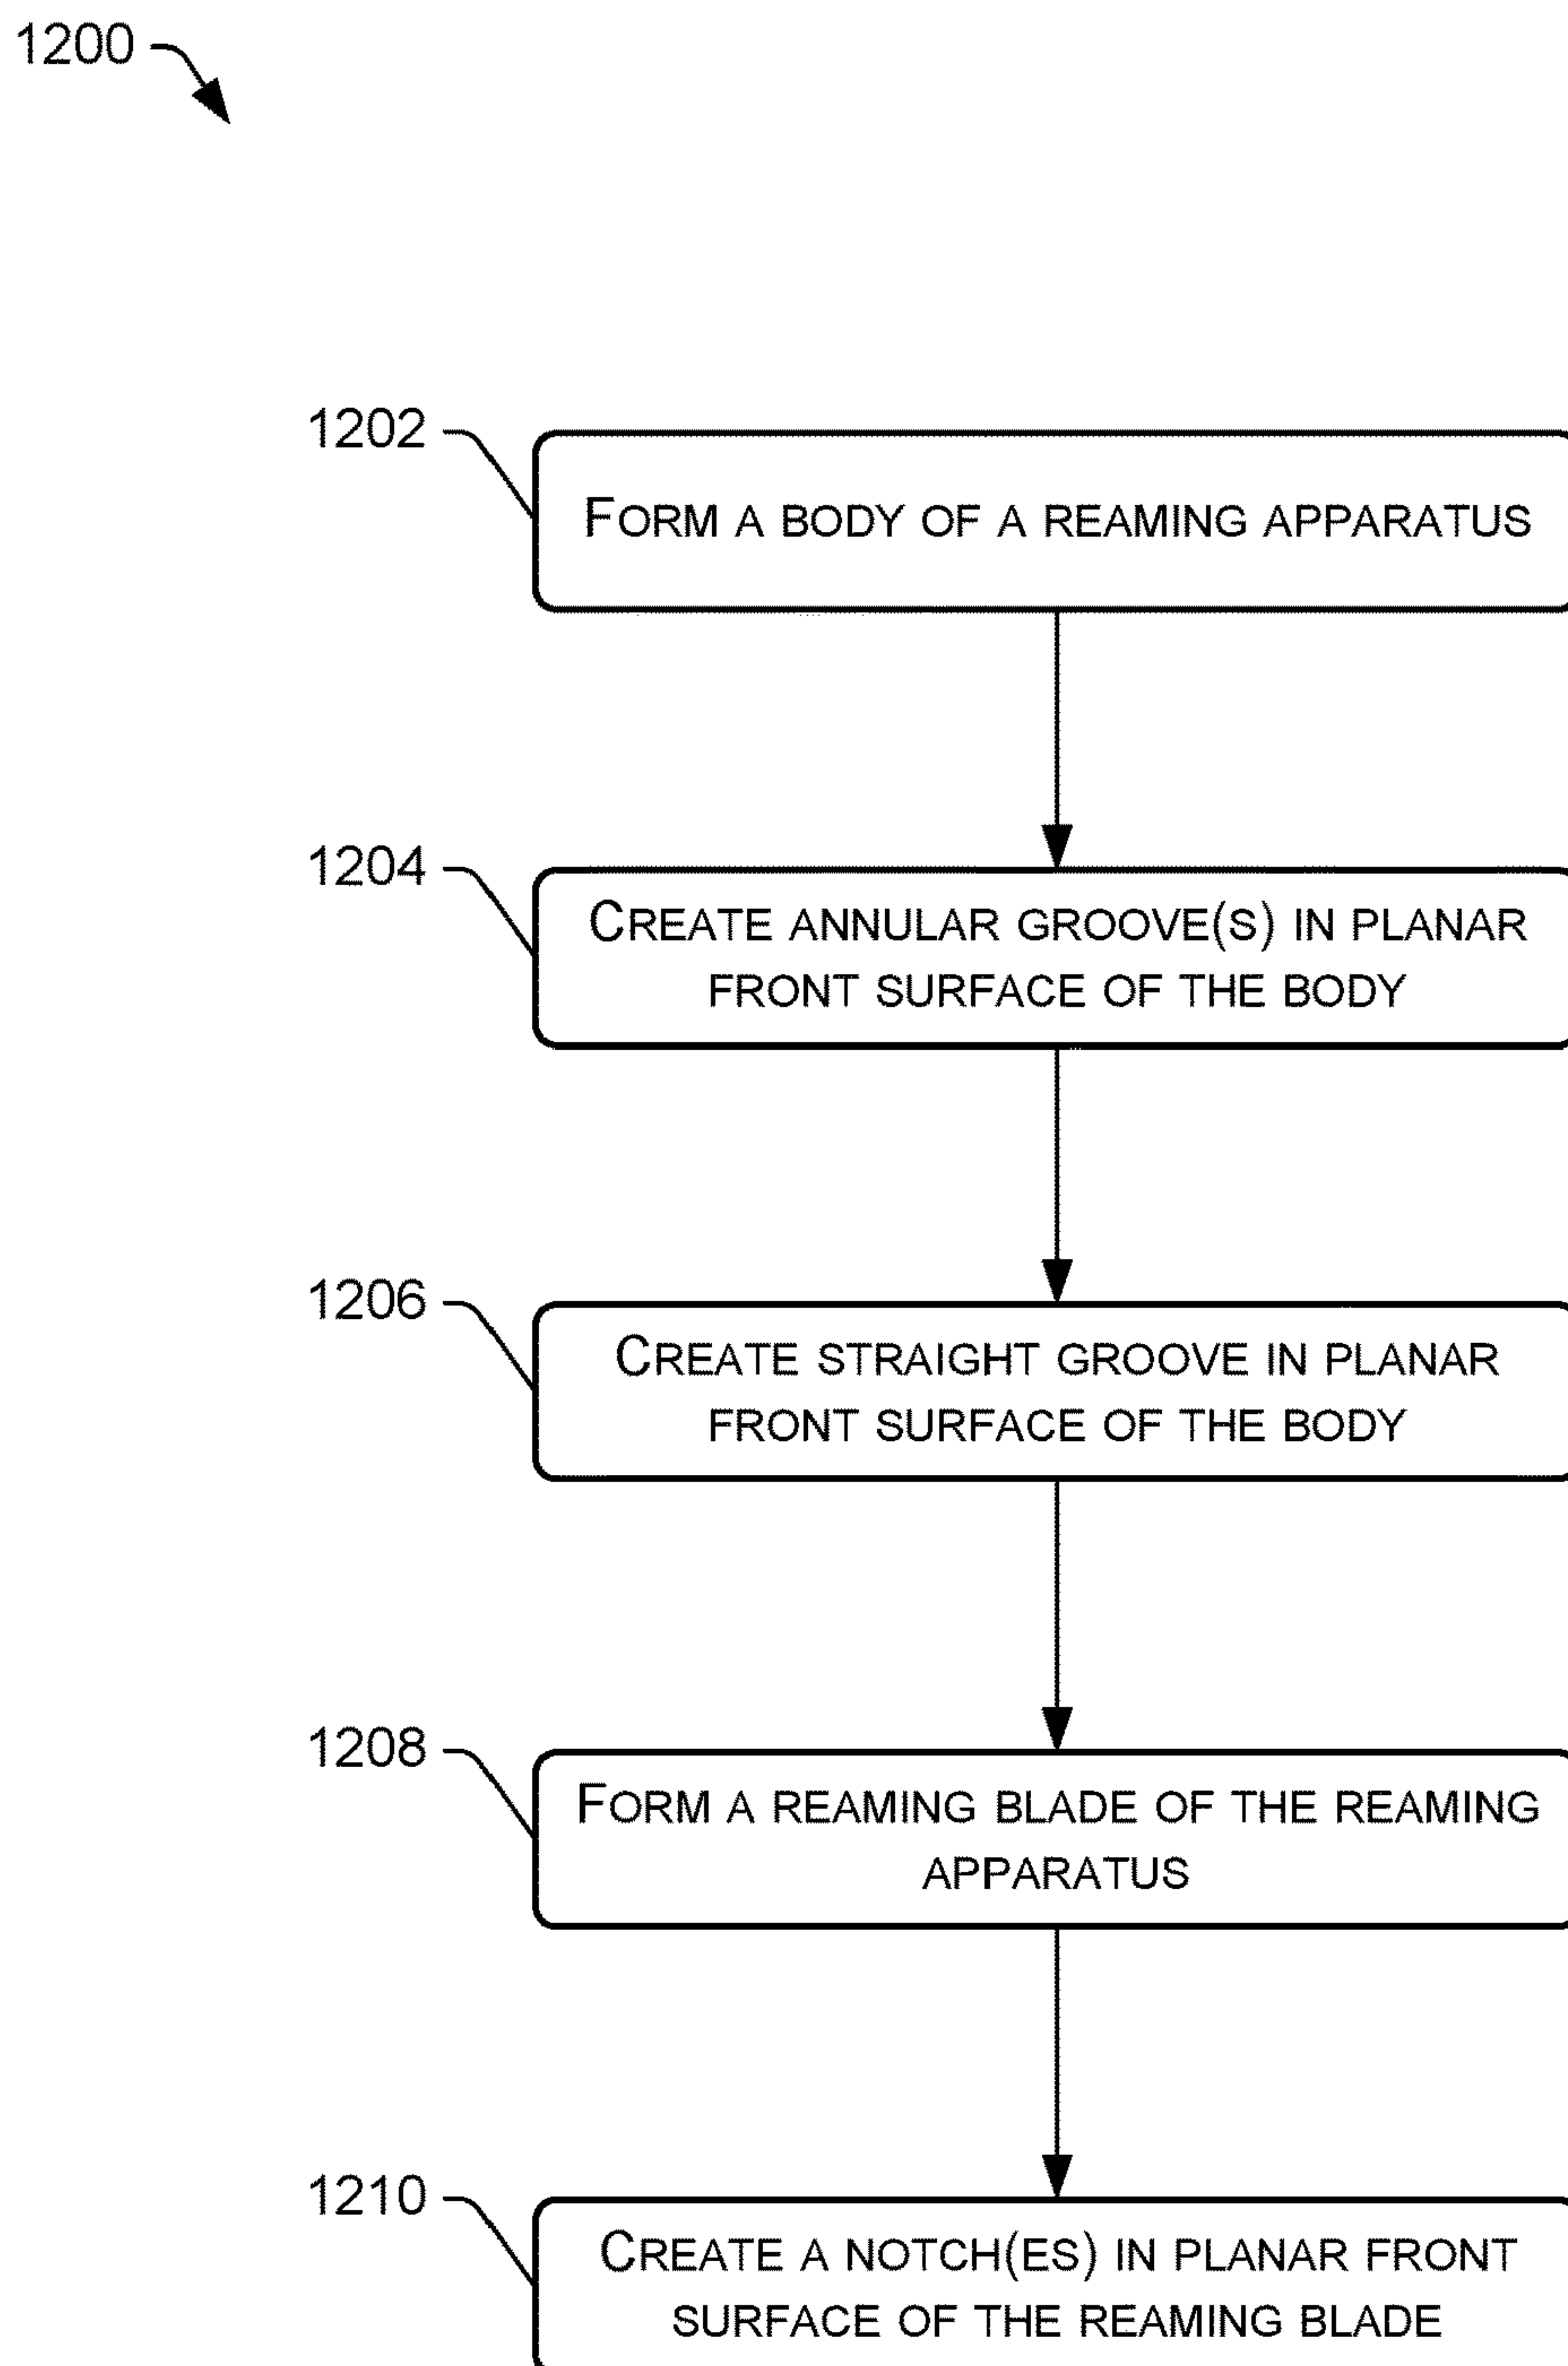 1200
1202
FORM A BODY OF A REAMING APPARATUS
1204
CREATE ANNULAR GROOVE(S) IN PLANAR
FRONT SURFACE OF THE BODY
1206
CREATE STRAIGHT GROOVE IN PLANAR
FRONT SURFACE OF THE BODY
1208
FORM A REAMING BLADE OF THE REAMING
APPARATUS
1210
CREATE A NOTCH(ES) IN PLANAR FRONT
SURFACE OF THE REAMING BLADE